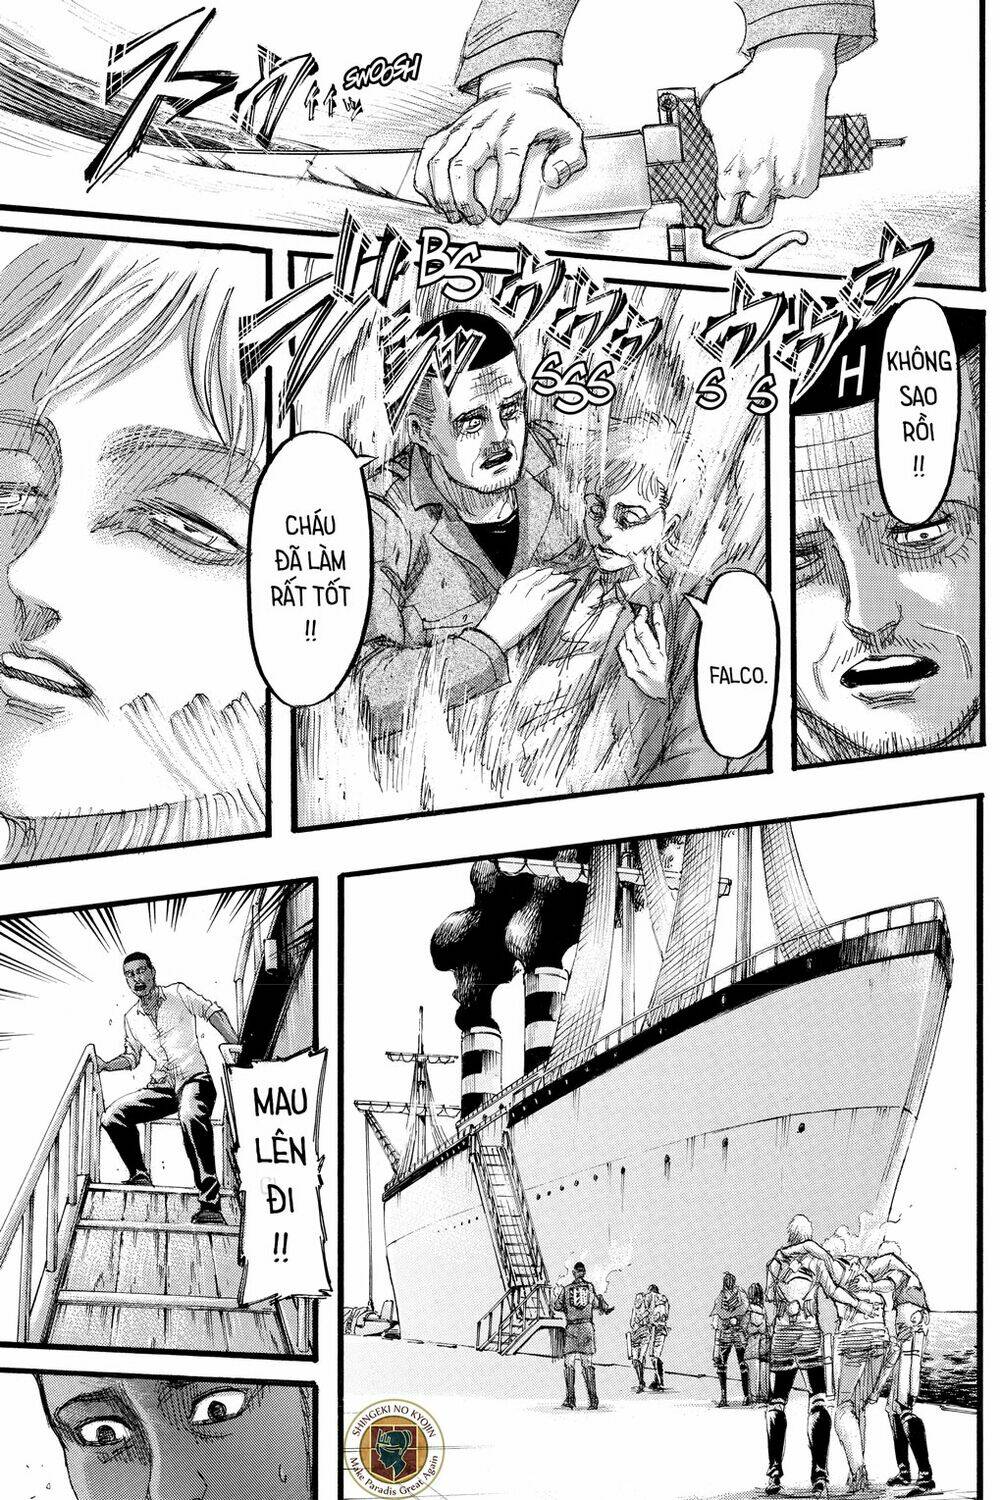 SWOOSH
KHÔNG
SAO
RỒI
!!
H
BS
SSS
S S
FALCO.
CHÁU
ĐÃ LÀM
RẤT TỐT
!!
MAU
LÊN
ĐI
!!
SHINGEKI NO KYOJIN
Make Paradis Great Again